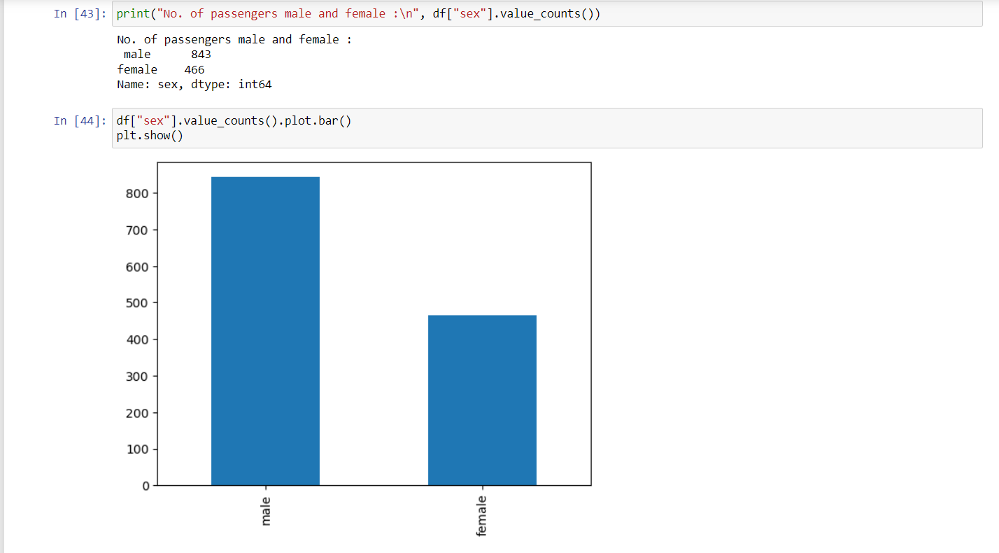 In [43]: print("No. of passengers male and female :\n", df["sex"].value_counts())
No. of passengers male and female :
 male      843
female    466
Name: sex, dtype: int64
In [44]: df["sex"].value_counts().plot.bar()
plt.show()
800
700
600
500
400
300
200
100
0
male
female